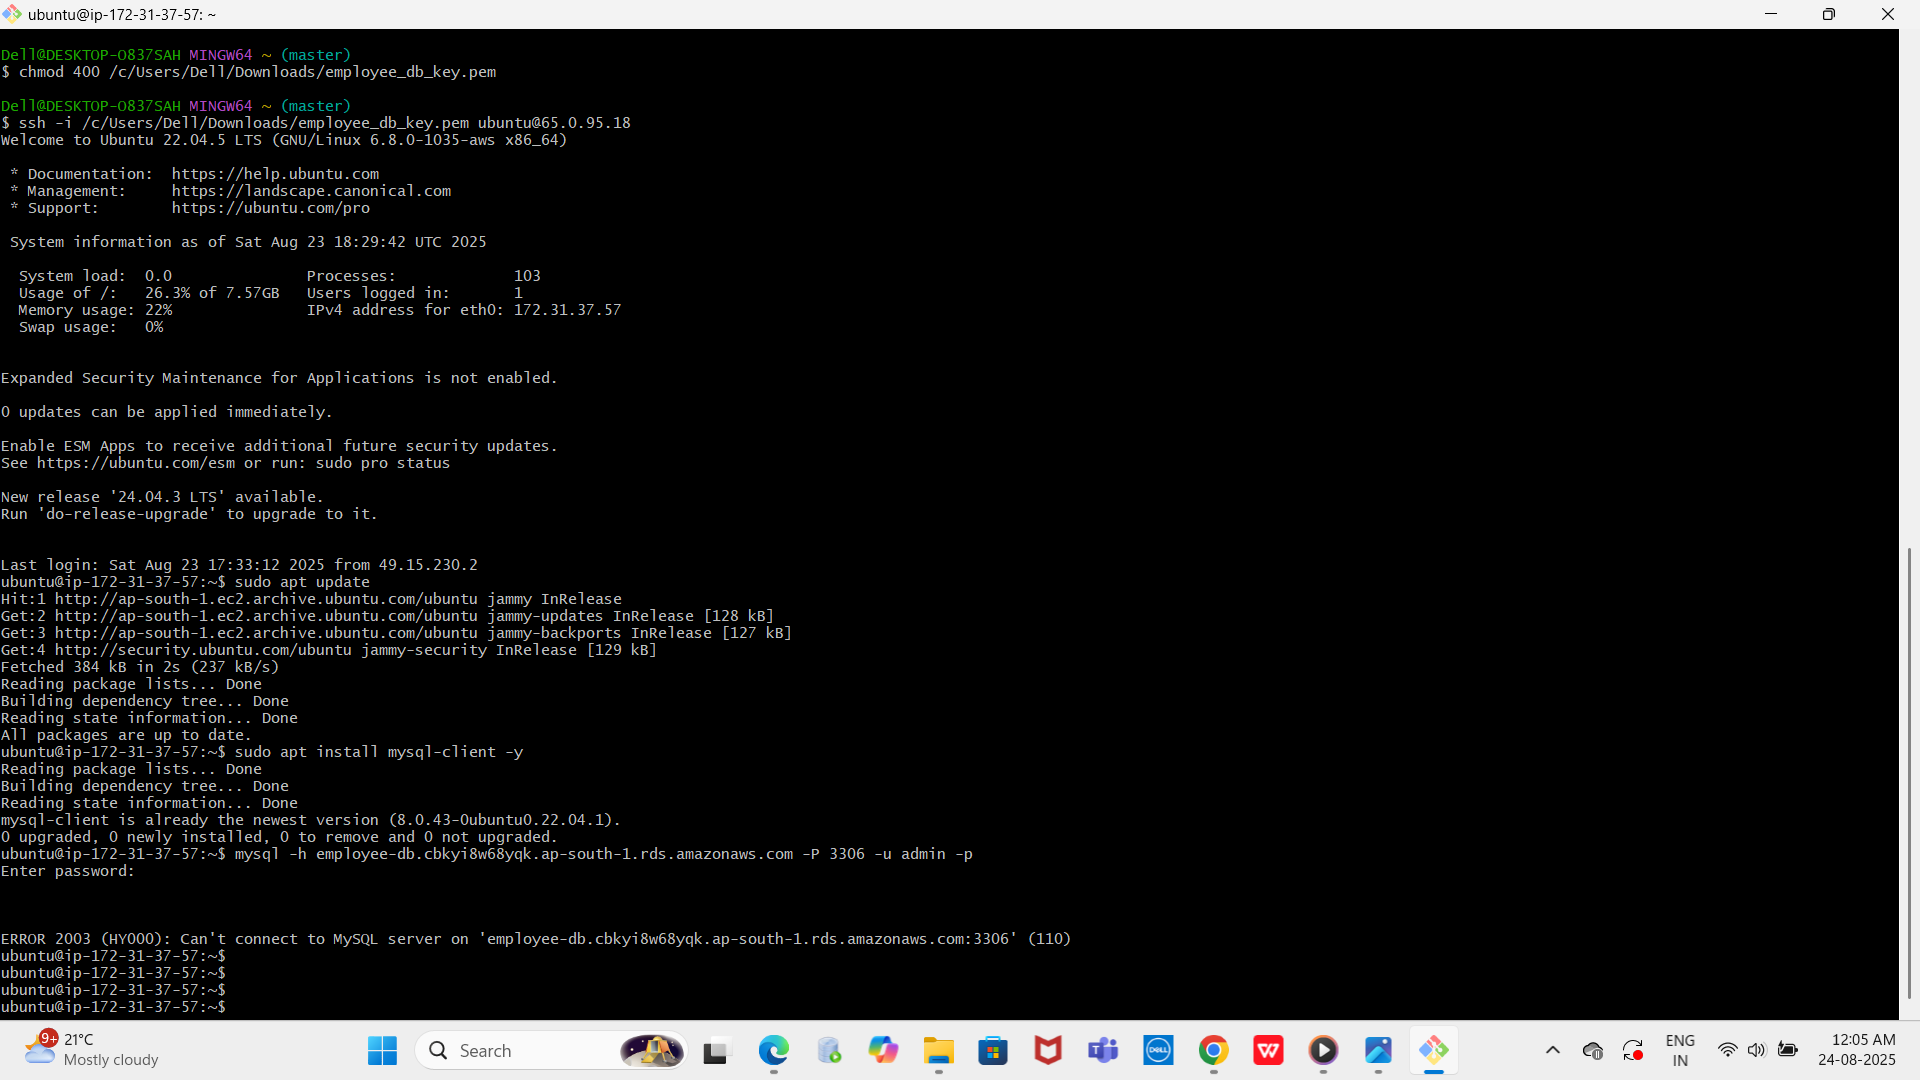 ubuntu@ip-172-31-37-57: ~
Dell@DESKTOP-O837SAH MINGW64 ~ (master)
$ chmod 400 /c/Users/Dell/Downloads/employee_db_key.pem
Dell@DESKTOP-O837SAH MINGW64 ~ (master)
$ ssh -i /c/Users/Dell/Downloads/employee_db_key.pem ubuntu@65.0.95.18
Welcome to Ubuntu 22.04.5 LTS (GNU/Linux 6.8.0-1035-aws x86_64)
* Documentation:  https://help.ubuntu.com
* Management:     https://landscape.canonical.com
* Support:        https://ubuntu.com/pro
System information as of Sat Aug 23 18:29:42 UTC 2025
System load:  0.0               Processes:             103
Usage of /:   26.3% of 7.57GB   Users logged in:       1
Memory usage: 22%               IPv4 address for eth0: 172.31.37.57
Swap usage:   0%
Expanded Security Maintenance for Applications is not enabled.
0 updates can be applied immediately.
Enable ESM Apps to receive additional future security updates.
See https://ubuntu.com/esm or run: sudo pro status
New release '24.04.3 LTS' available.
Run 'do-release-upgrade' to upgrade to it.
Last login: Sat Aug 23 17:33:12 2025 from 49.15.230.2
ubuntu@ip-172-31-37-57:~$ sudo apt update
Hit:1 http://ap-south-1.ec2.archive.ubuntu.com/ubuntu jammy InRelease
Get:2 http://ap-south-1.ec2.archive.ubuntu.com/ubuntu jammy-updates InRelease [128 kB]
Get:3 http://ap-south-1.ec2.archive.ubuntu.com/ubuntu jammy-backports InRelease [127 kB]
Get:4 http://security.ubuntu.com/ubuntu jammy-security InRelease [129 kB]
Fetched 384 kB in 2s (237 kB/s)
Reading package lists... Done
Building dependency tree... Done
Reading state information... Done
All packages are up to date.
ubuntu@ip-172-31-37-57:~$ sudo apt install mysql-client -y
Reading package lists... Done
Building dependency tree... Done
Reading state information... Done
mysql-client is already the newest version (8.0.43-0ubuntu0.22.04.1).
0 upgraded, 0 newly installed, 0 to remove and 0 not upgraded.
ubuntu@ip-172-31-37-57:~$ mysql -h employee-db.cbkyi8w68yqk.ap-south-1.rds.amazonaws.com -P 3306 -u admin -p
Enter password:
ERROR 2003 (HY000): Can't connect to MySQL server on 'employee-db.cbkyi8w68yqk.ap-south-1.rds.amazonaws.com:3306' (110)
ubuntu@ip-172-31-37-57:~$
ubuntu@ip-172-31-37-57:~$
ubuntu@ip-172-31-37-57:~$
ubuntu@ip-172-31-37-57:~$
9+
21°C
Mostly cloudy
Search
DELL
W
ENG
IN
12:05 AM
24-08-2025